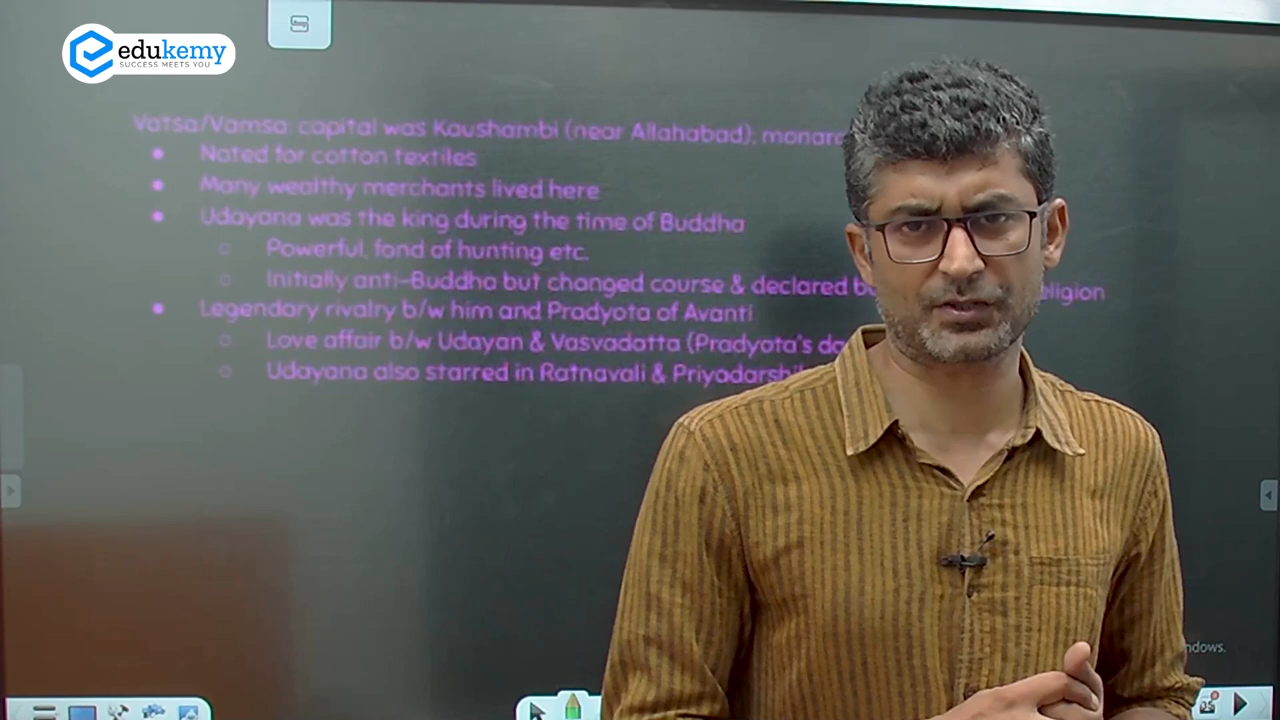 edukemy
SUCCESS MEETS YOU
Vatsa/Vamsa: capital was Kaushambi (near Allahabad); monarc
Noted for cotton textiles
Many wealthy merchants lived here
Udayana was the king during the time of Buddha
Powerful, fond of hunting etc.
Initially anti-Buddha but changed course & declared eligion
Legendary rivalry b/w him and Pradyota of Avanti
Love affair b/w Udayan & Vasvadatta (Pradyota's da
Udayana also starred in Ratnavali &
ndows.